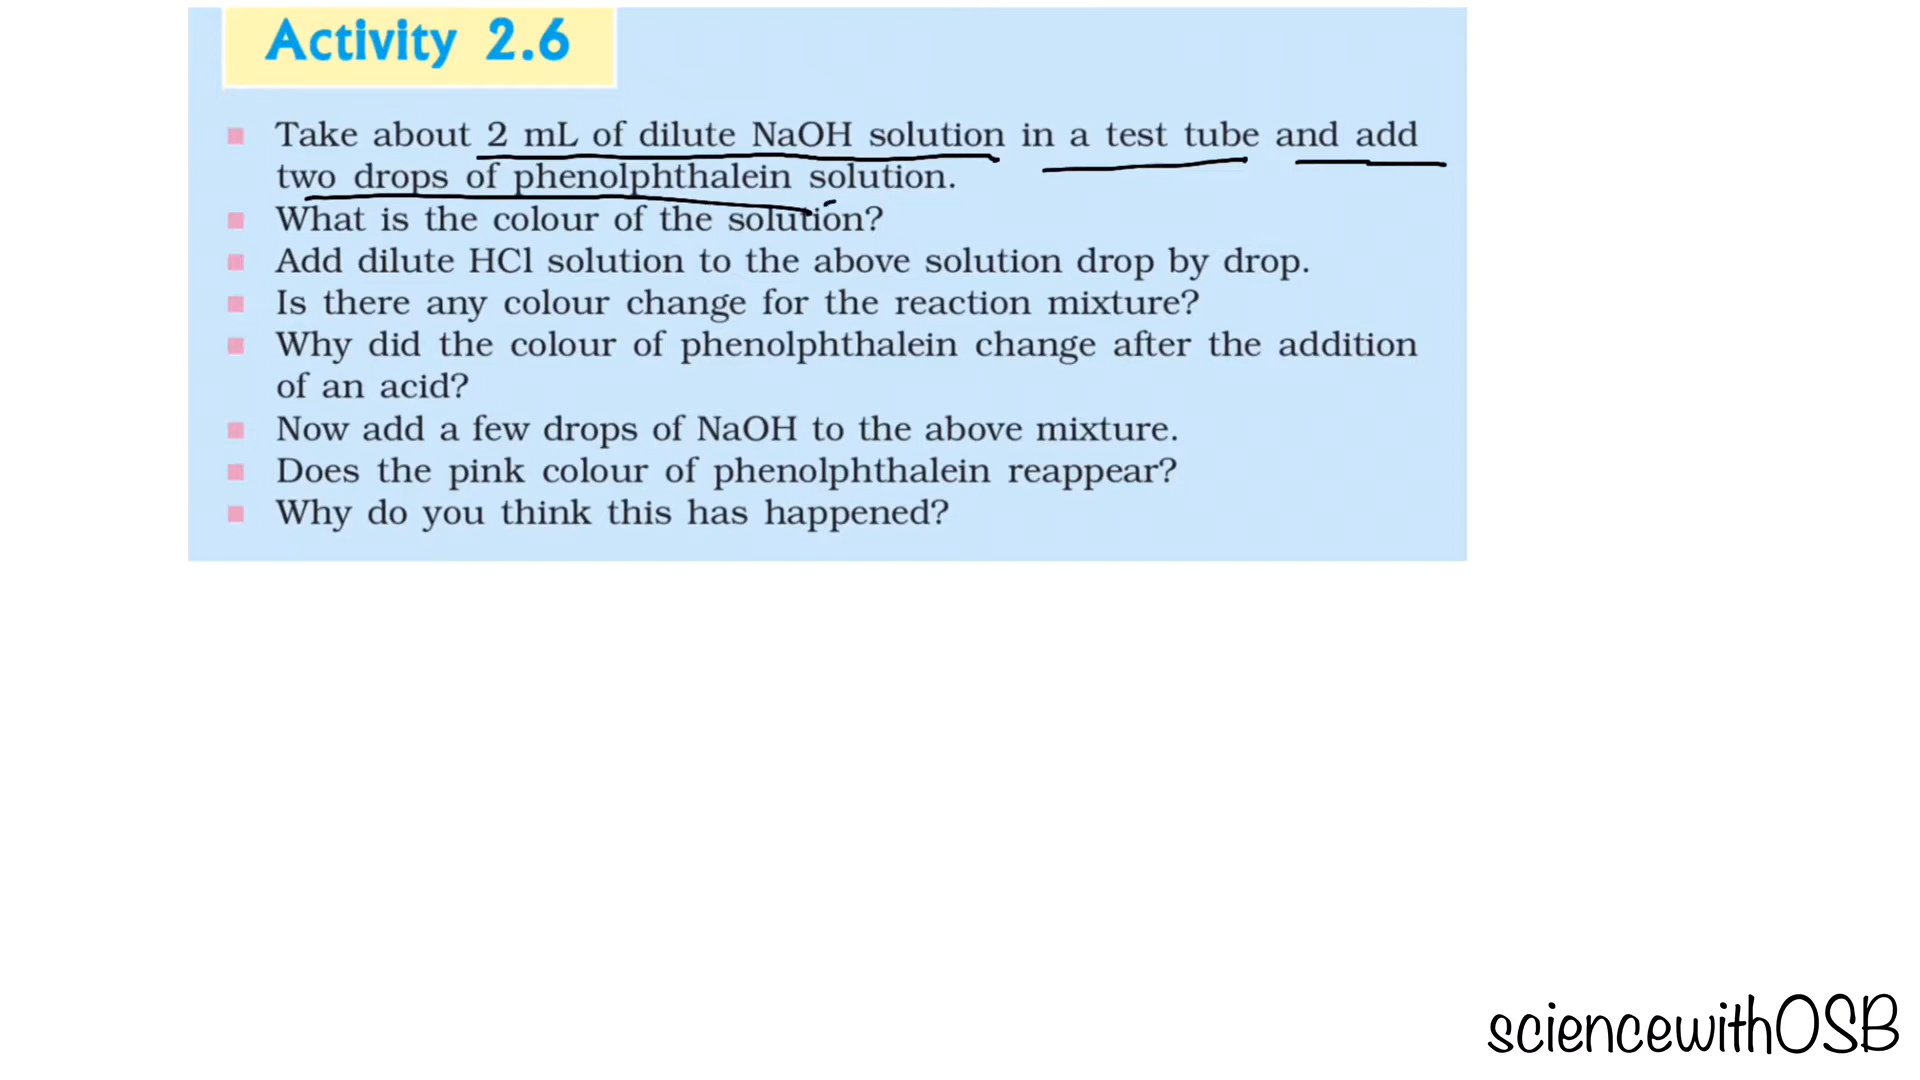 Activity 2.6
Take about 2 mL of dilute NaOH solution in a test tube and add
two drops of phenolphthalein solution.
What is the colour of the solution?
Add dilute HCl solution to the above solution drop by drop.
Is there any colour change for the reaction mixture?
Why did the colour of phenolphthalein change after the addition
of an acid?
Now add a few drops of NaOH to the above mixture.
Does the pink colour of phenolphthalein reappear?
Why do you think this has happened?
sciencewithOSB